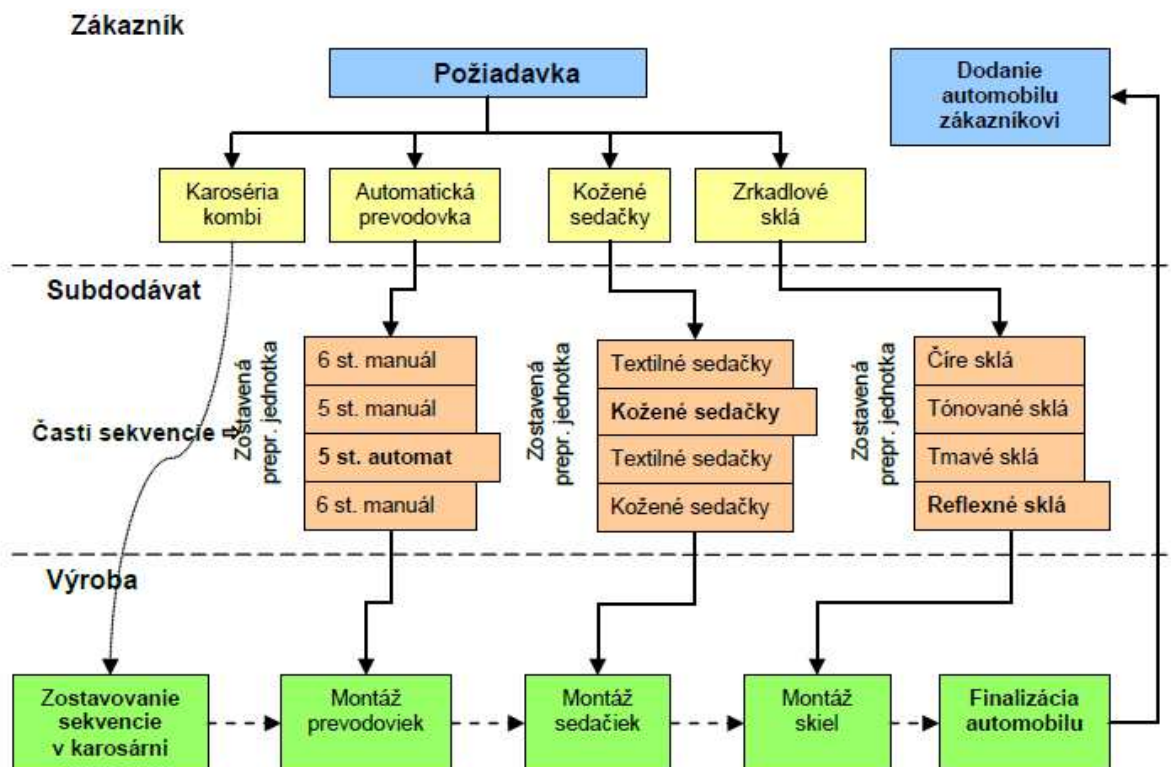 Zákazník
Požiadavka
Dodanie
automobilu
zákazníkovi
Karoséria
kombi
Automatická
prevodovka
Kožené
sedačky
Zrkadlové
sklá
Subdodávat
Zostavená
prepr. jednotka
6 st. manuál
5 st. manuál
5 st. automat
6 st. manuál
Zostavená
prepr. jednotka
Textilné sedačky
Kožené sedačky
Textilné sedačky
Kožené sedačky
Zostavená
prepr. jednotka
Číre sklá
Tónované sklá
Tmavé sklá
Reflexné sklá
Časti sekvencie ⇨
Výroba
Zostavovanie
sekvencie
v karosárni
Montáž
prevodoviek
Montáž
sedačiek
Montáž
skiel
Finalizácia
automobilu